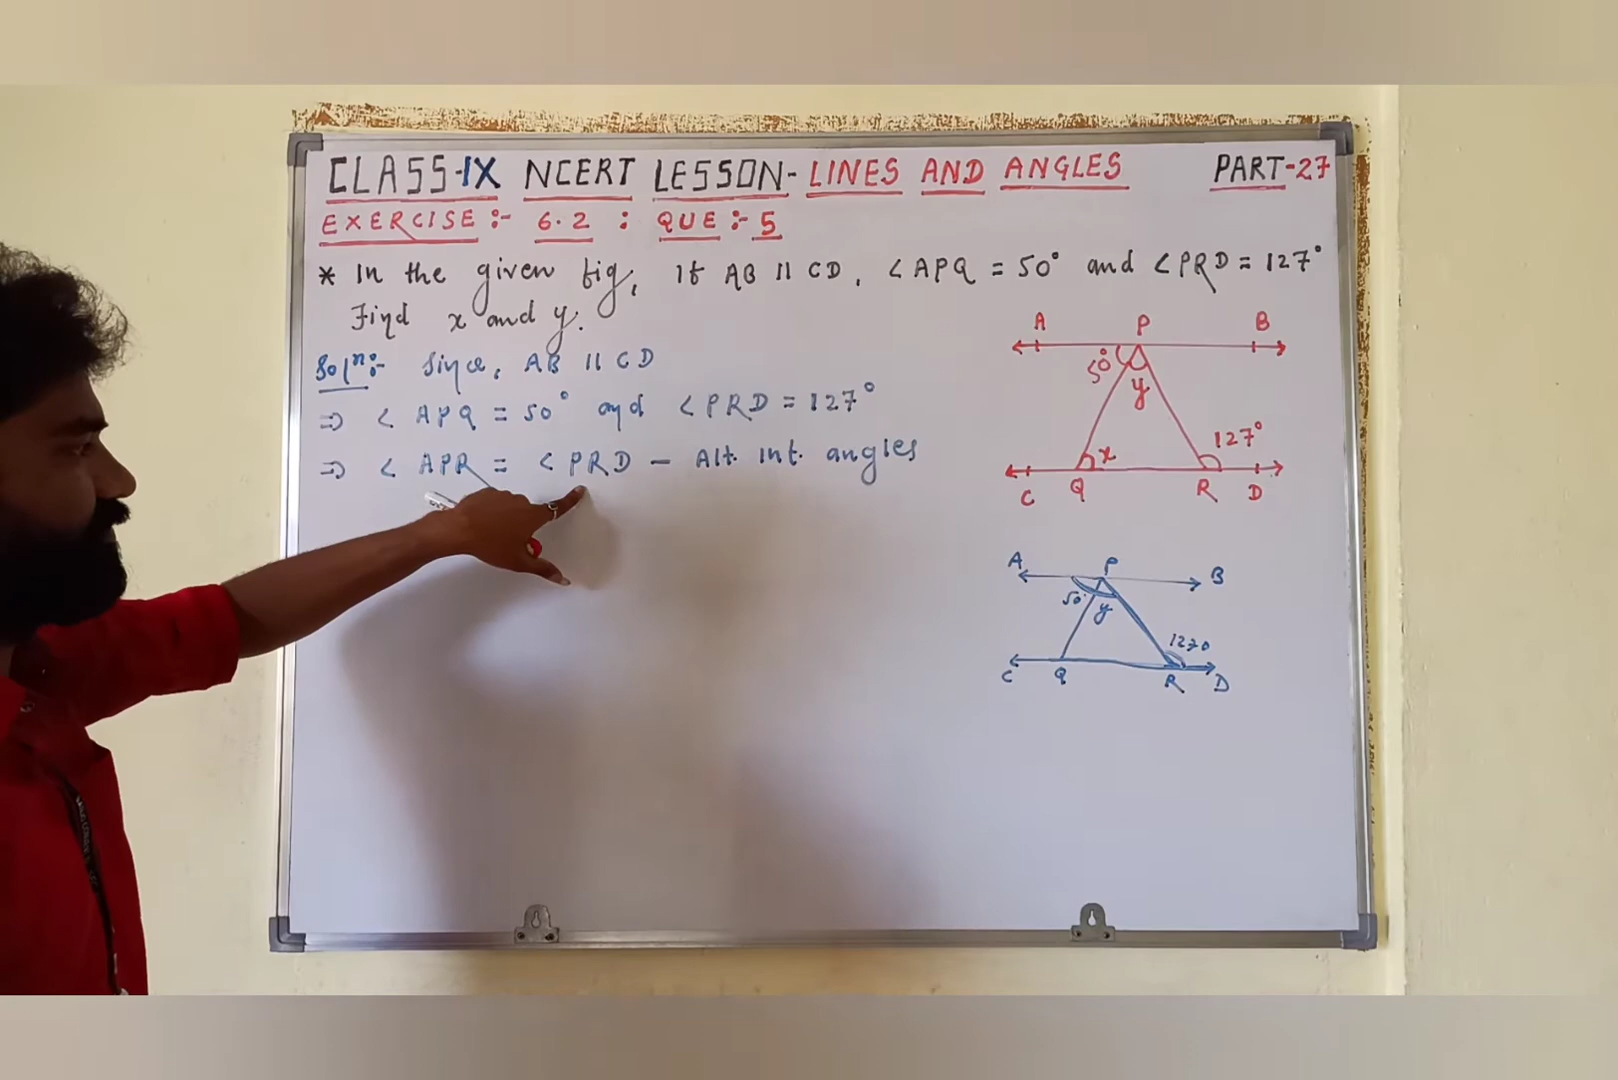 CLASS-IX NCERT LESSON- LINES AND ANGLES PART-27
EXERCISE :- 6.2 : QUE :- 5
* In the given fig, If AB || CD, ∠APQ = 50° and ∠PRD = 127°
Find x and y.
Solⁿ:- Since, AB || CD
⇒ ∠ APQ = 50° and ∠PRD = 127°
⇒ ∠ APR = ∠PRD – Alt. Int. angles
A P B
50°
y
x 127°
C Q R D
A P B
50°
y
127°
C Q R D